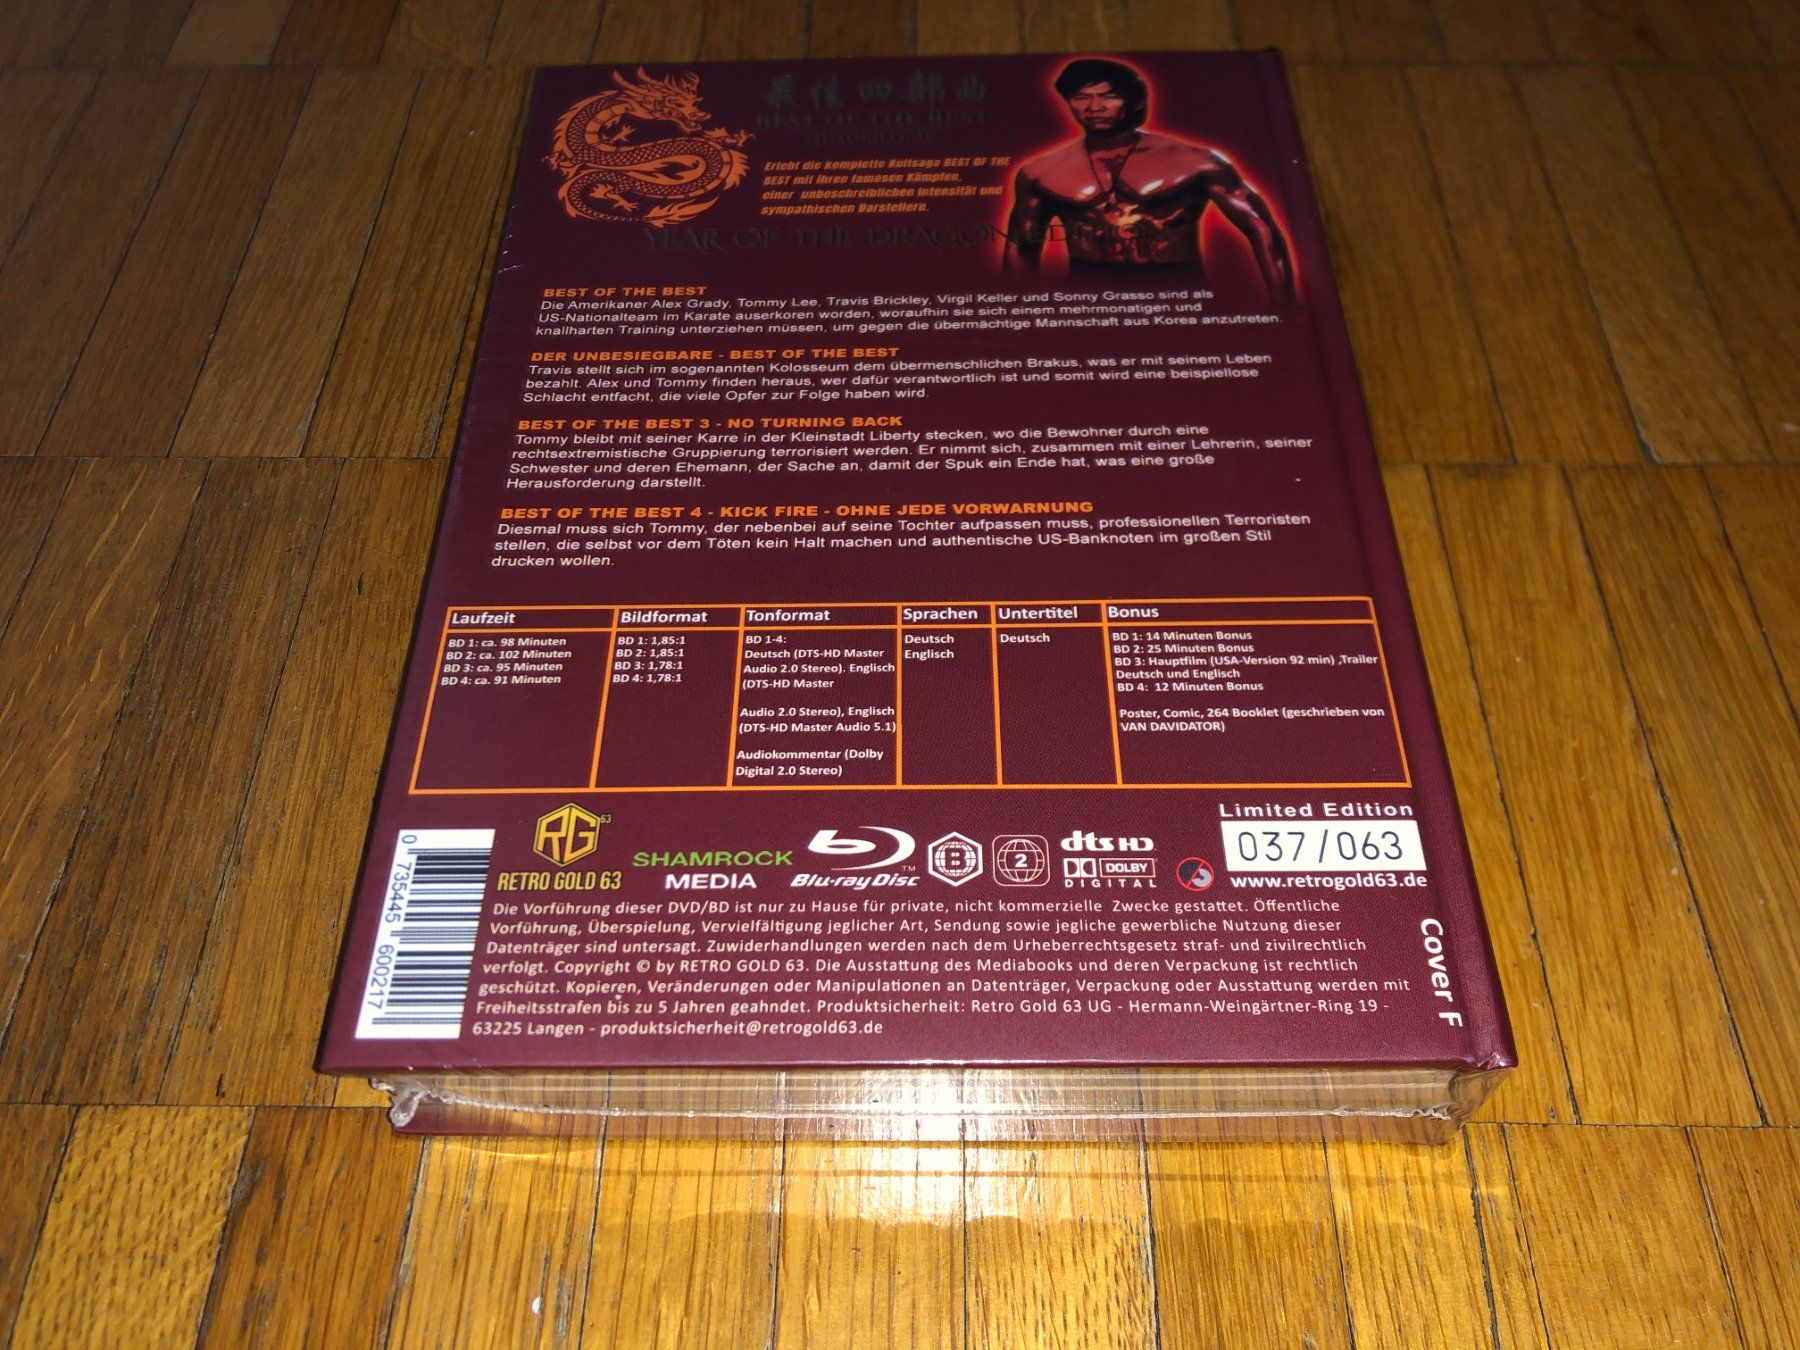 最佳四部曲
BEST OF THE BEST
Erlebt die komplette Kultsaga BEST OF THE
BEST mit ihren famosen Kämpfen,
einer unbeschreiblichen Intensität und
sympathischen Darstellern.
YEAR OF THE DRAGON EDITION
BEST OF THE BEST
Die Amerikaner Alex Grady, Tommy Lee, Travis Brickley, Virgil Keller und Sonny Grasso sind als
US-Nationalteam im Karate auserkoren worden, woraufhin sie sich einem mehrmonatigen und
knallharten Training unterziehen müssen, um gegen die übermächtige Mannschaft aus Korea anzutreten.
DER UNBESIEGBARE - BEST OF THE BEST
Travis stellt sich im sogenannten Kolosseum dem übermenschlichen Brakus, was er mit seinem Leben
bezahlt. Alex und Tommy finden heraus, wer dafür verantwortlich ist und somit wird eine beispiellose
Schlacht entfacht, die viele Opfer zur Folge haben wird.
BEST OF THE BEST 3 - NO TURNING BACK
Tommy bleibt mit seiner Karre in der Kleinstadt Liberty stecken, wo die Bewohner durch eine
rechtsextremistische Gruppierung terrorisiert werden. Er nimmt sich, zusammen mit einer Lehrerin, seiner
Schwester und deren Ehemann, der Sache an, damit der Spuk ein Ende hat, was eine große
Herausforderung darstellt.
BEST OF THE BEST 4 - KICK FIRE - OHNE JEDE VORWARNUNG
Diesmal muss sich Tommy, der nebenbei auf seine Tochter aufpassen muss, professionellen Terroristen
stellen, die selbst vor dem Töten kein Halt machen und authentische US-Banknoten im großen Stil
drucken wollen.
Laufzeit
BD 1: ca. 98 Minuten
BD 2: ca. 102 Minuten
BD 3: ca. 95 Minuten
BD 4: ca. 91 Minuten
Bildformat
BD 1: 1,85:1
BD 2: 1,85:1
BD 3: 1,78:1
BD 4: 1,78:1
Tonformat
BD 1-4:
Deutsch (DTS-HD Master
Audio 2.0 Stereo). Englisch
(DTS-HD Master
Audio 2.0 Stereo), Englisch
(DTS-HD Master Audio 5.1)
Audiokommentar (Dolby
Digital 2.0 Stereo)
Sprachen
Deutsch
Englisch
Untertitel
Deutsch
Bonus
BD 1: 14 Minuten Bonus
BD 2: 25 Minuten Bonus
BD 3: Hauptfilm (USA-Version 92 min) ,Trailer
Deutsch und Englisch
BD 4: 12 Minuten Bonus
Poster, Comic, 264 Booklet (geschrieben von
VAN DAVIDATOR)
0 735445 600217
RG 63
RETRO GOLD 63
SHAMROCK
MEDIA
Blu-ray Disc™
B
2
dts HD
DOLBY
DIGITAL
Limited Edition
037/063
www.retrogold63.de
Die Vorführung dieser DVD/BD ist nur zu Hause für private, nicht kommerzielle Zwecke gestattet. Öffentliche
Vorführung, Überspielung, Vervielfältigung jeglicher Art, Sendung sowie jegliche gewerbliche Nutzung dieser
Datenträger sind untersagt. Zuwiderhandlungen werden nach dem Urheberrechtsgesetz straf- und zivilrechtlich
verfolgt. Copyright © by RETRO GOLD 63. Die Ausstattung des Mediabooks und deren Verpackung ist rechtlich
geschützt. Kopieren, Veränderungen oder Manipulationen an Datenträger, Verpackung oder Ausstattung werden mit
Freiheitsstrafen bis zu 5 Jahren geahndet. Produktsicherheit: Retro Gold 63 UG - Hermann-Weingärtner-Ring 19 -
63225 Langen - produktsicherheit@retrogold63.de
Cover F